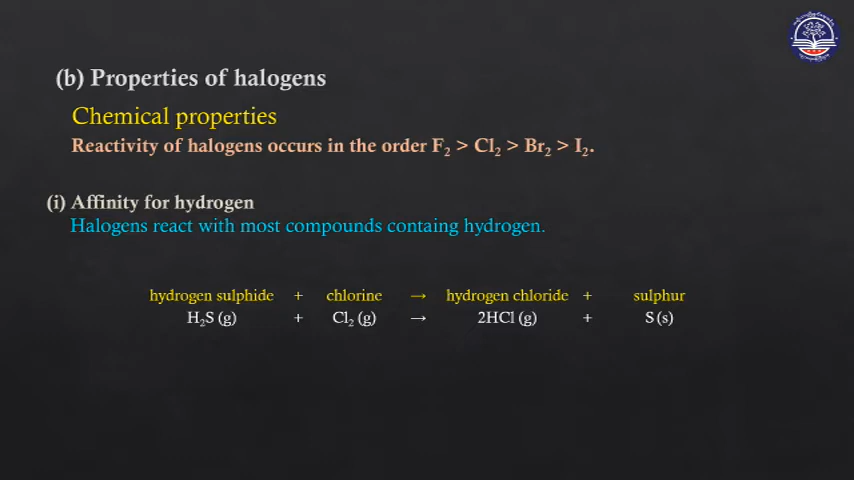 (b) Properties of halogens
Chemical properties
Reactivity of halogens occurs in the order F₂ > Cl₂ > Br₂ > I₂.
(i) Affinity for hydrogen
Halogens react with most compounds containg hydrogen.
hydrogen sulphide + chlorine → hydrogen chloride + sulphur
H₂S (g) + Cl₂ (g) → 2HCl (g) + S (s)